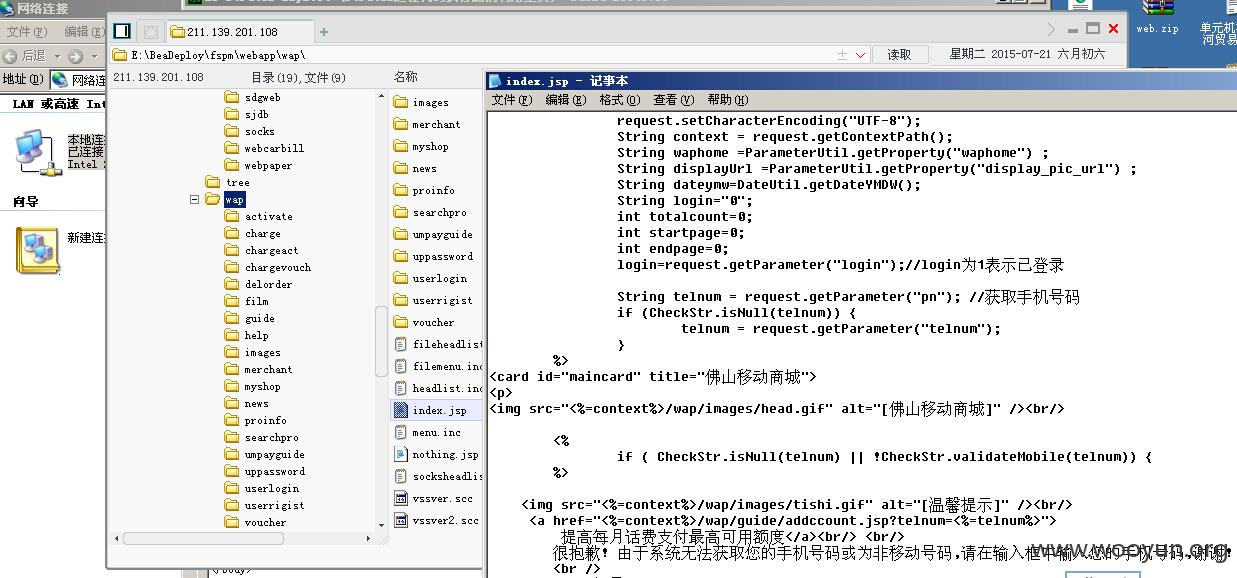 网络连接
文件(F) 编辑(E)
后退
地址(D) 网络连
LAN 或高速 Int
本地连
已连接
Intel
向导
新建连
211.139.201.108
E:\BeaDeploy\fspm\webapp\wap\
读取
星期二 2015-07-21 六月初六
211.139.201.108 目录(19),文件(9)
sdgweb
sjdb
socks
webcarbill
webpaper
tree
wap
activate
charge
chargeact
chargevouch
delorder
film
guide
help
images
merchant
myshop
news
proinfo
searchpro
umpayguide
uppassword
userlogin
userrigist
voucher
名称
images
merchant
myshop
news
proinfo
searchpro
umpayguide
uppassword
userlogin
userrigist
voucher
fileheadlist
filemenu.inc
headlist.inc
index.jsp
menu.inc
nothing.jsp
socksheadlis
vssver.scc
vssver2.scc
web.zip
单元机
河贸易
index.jsp - 记事本
文件(F) 编辑(E) 格式(O) 查看(V) 帮助(H)
request.setCharacterEncoding("UTF-8");
String context = request.getContextPath();
String waphome =ParameterUtil.getProperty("waphome") ;
String displayUrl =ParameterUtil.getProperty("display_pic_url") ;
String dateymw=DateUtil.getDateYMDW();
String login="0";
int totalcount=0;
int startpage=0;
int endpage=0;
login=request.getParameter("login");//login为1表示已登录
String telnum = request.getParameter("pn"); //获取手机号码
if (CheckStr.isNull(telnum)) {
telnum = request.getParameter("telnum");
}
%>
<card id="maincard" title="佛山移动商城">
<p>
<img src="<%=context%>/wap/images/head.gif" alt="[佛山移动商城]" /><br/>
<%
if ( CheckStr.isNull(telnum) || !CheckStr.validateMobile(telnum)) {
%>
<img src="<%=context%>/wap/images/tishi.gif" alt="[温馨提示]" /><br/>
<a href="<%=context%>/wap/guide/addccount.jsp?telnum=<%=telnum%>">
提高每月话费支付最高可用额度</a><br/> <br/>
很抱歉! 由于系统无法获取您的手机号码或为非移动号码,请在输入框中输入您的手机号码,谢谢!
<br />
www.wooyun.org